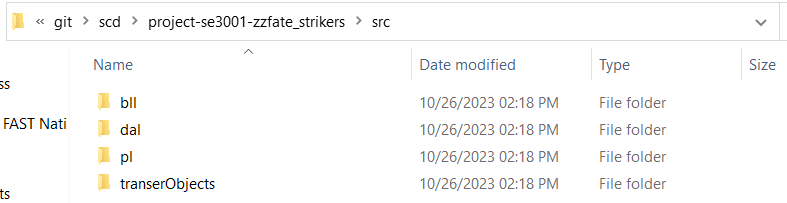 « git > scd > project-se3001-zzfate_strikers > src
Name Date modified Type Size
ss
bll 10/26/2023 02:18 PM File folder
FAST Nati
dal 10/26/2023 02:18 PM File folder
pl 10/26/2023 02:18 PM File folder
transerObjects 10/26/2023 02:18 PM File folder
ts